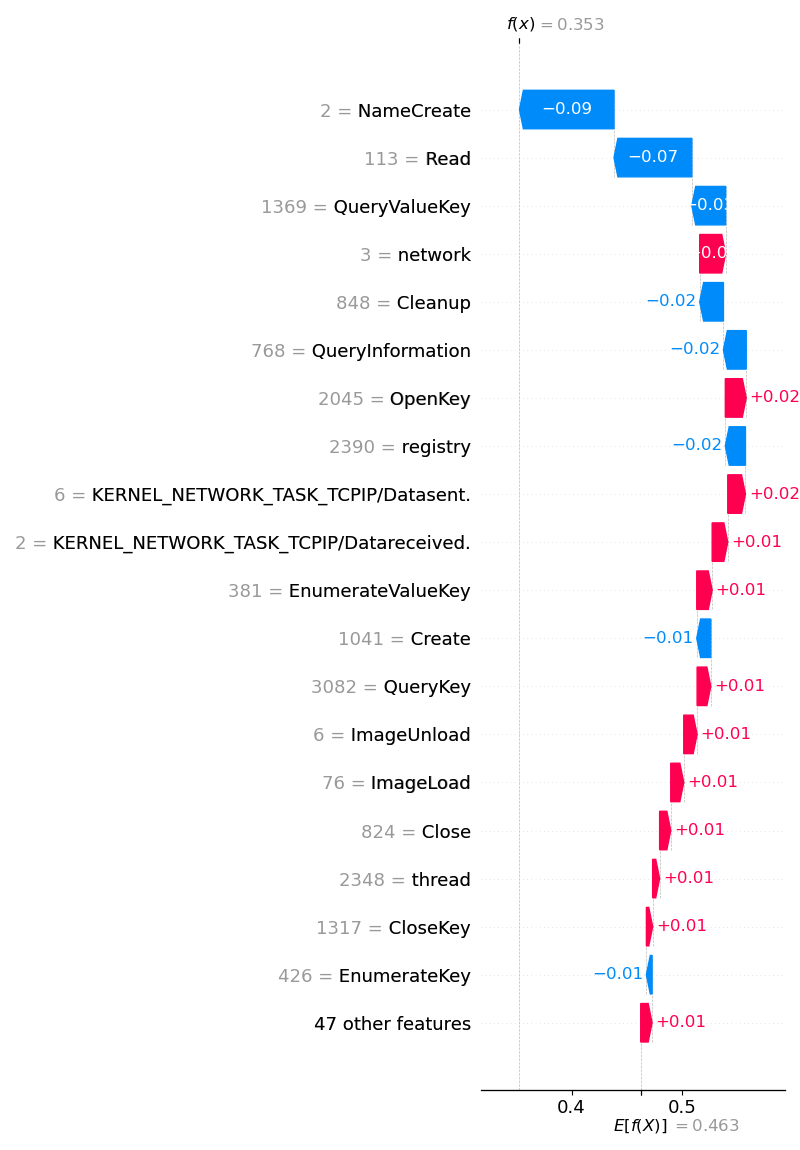 f(x) = 0.353
2 = NameCreate −0.09
113 = Read −0.07
1369 = QueryValueKey
3 = network
848 = Cleanup −0.02
768 = QueryInformation −0.02
2045 = OpenKey +0.02
2390 = registry −0.02
6 = KERNEL_NETWORK_TASK_TCPIP/Datasent. +0.02
2 = KERNEL_NETWORK_TASK_TCPIP/Datareceived. +0.01
381 = EnumerateValueKey +0.01
1041 = Create −0.01
3082 = QueryKey +0.01
6 = ImageUnload +0.01
76 = ImageLoad +0.01
824 = Close +0.01
2348 = thread +0.01
1317 = CloseKey +0.01
426 = EnumerateKey −0.01
47 other features +0.01
0.4 0.5
E[f(X)] = 0.463